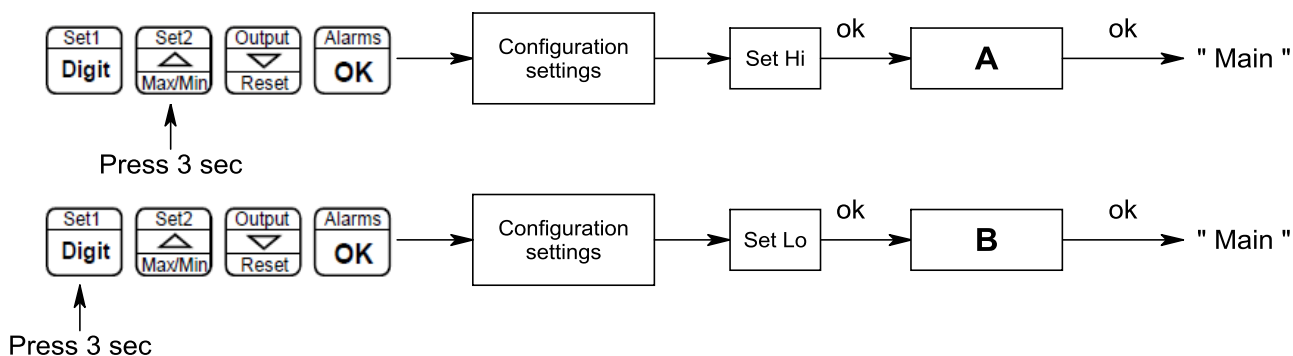 Set1 Set2 Output Alarms
Digit OK
Max/Min Reset
Configuration
settings
Set Hi
ok
A
ok
" Main "
Press 3 sec
Set1 Set2 Output Alarms
Digit OK
Max/Min Reset
Configuration
settings
Set Lo
ok
B
ok
" Main "
Press 3 sec